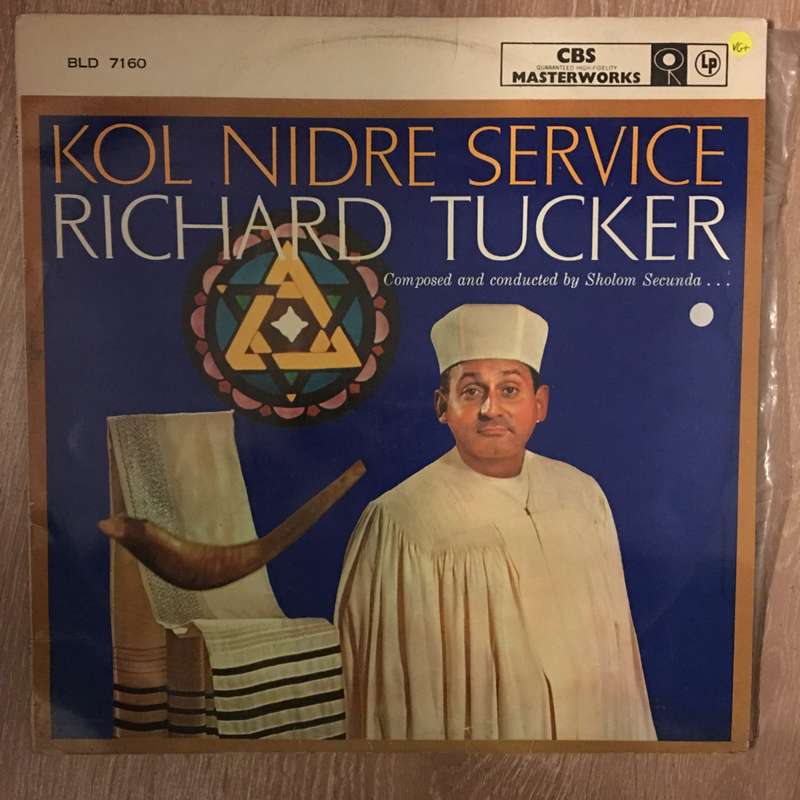 BLD 7160
CBS
QUARANTEED HIGH-FIDELITY
MASTERWORKS
LP
VG+
KOL NIDRE SERVICE
RICHARD TUCKER
Composed and conducted by Sholom Secunda . . .